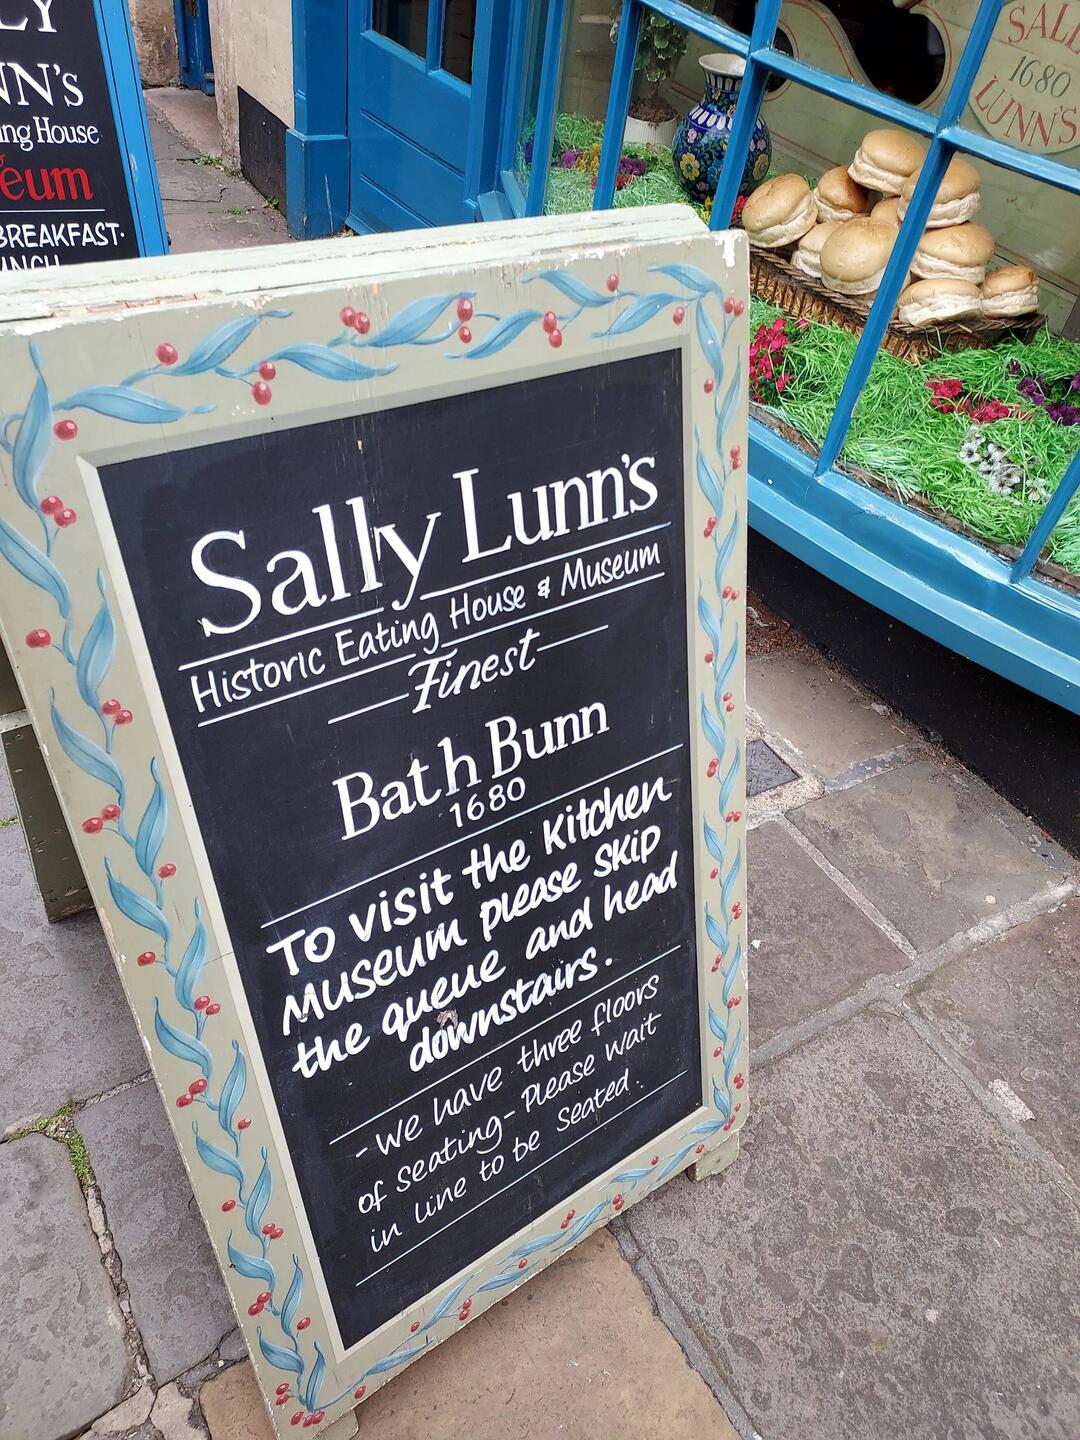 NN's
ing House
BREAKFAST.
LUNCH
Sally Lunn's
Historic Eating House & Museum
Finest
Bath Bunn
1680
To visit the Kitchen
Museum please skip
the queue and head
downstairs.
- We have three floors
of seating - Please wait
in line to be seated.
SALLY
1680
LUNN'S